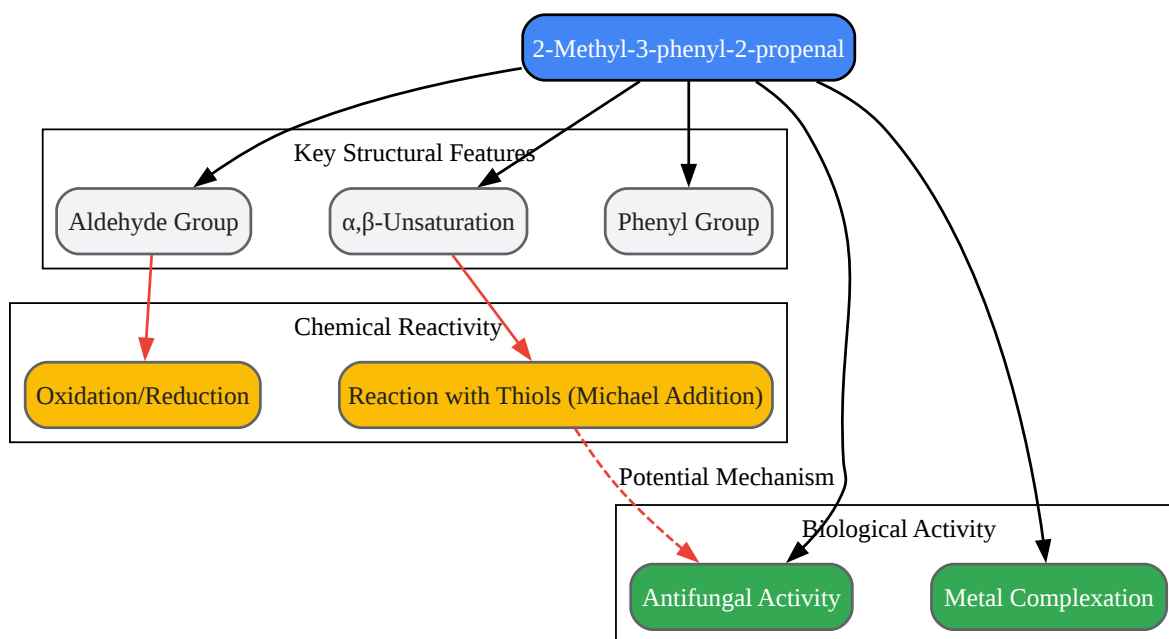 2-Methyl-3-phenyl-2-propenal
Key Structural Features
Aldehyde Group
α,β-Unsaturation
Phenyl Group
Chemical Reactivity
Oxidation/Reduction
Reaction with Thiols (Michael Addition)
Potential Mechanism
Biological Activity
Antifungal Activity
Metal Complexation